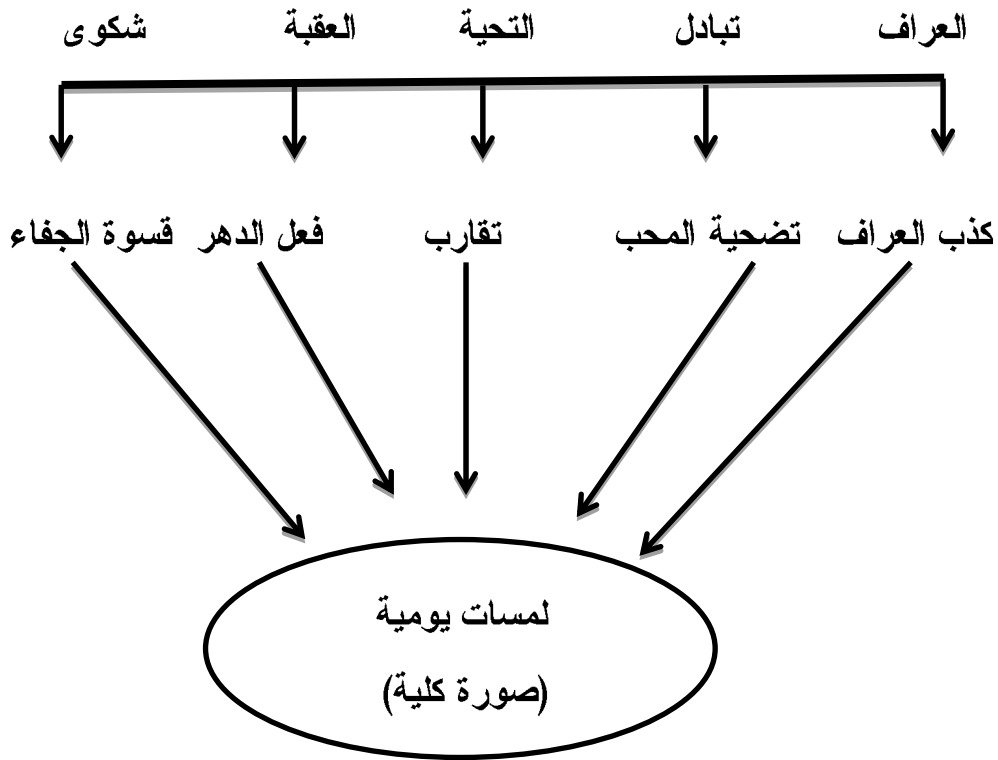 العراف تبادل التحية العقبة شكوى
كذب العراف تضحية المحب تقارب فعل الدهر قسوة الجفاء
لمسات يومية
(صورة كلية)